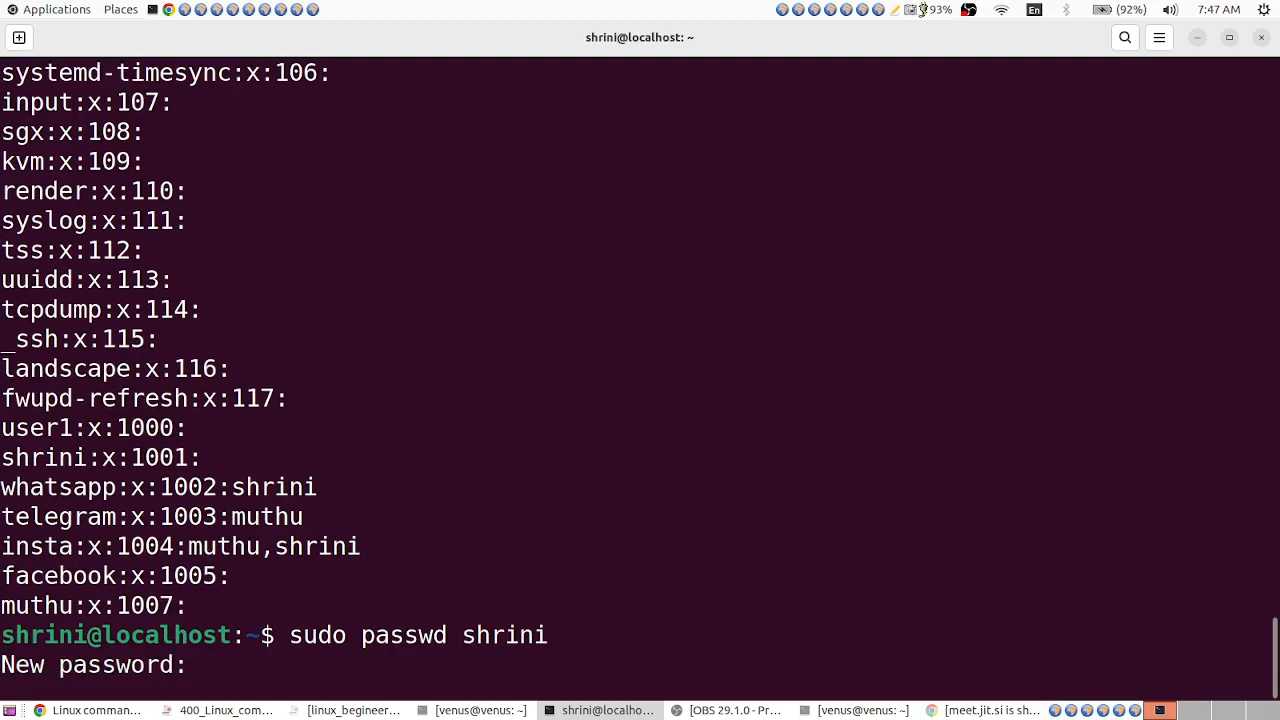 Applications Places 93% En (92%) 7:47 AM
shrini@localhost: ~
systemd-timesync:x:106:
input:x:107:
sgx:x:108:
kvm:x:109:
render:x:110:
syslog:x:111:
tss:x:112:
uuidd:x:113:
tcpdump:x:114:
_ssh:x:115:
landscape:x:116:
fwupd-refresh:x:117:
user1:x:1000:
shrini:x:1001:
whatsapp:x:1002:shrini
telegram:x:1003:muthu
insta:x:1004:muthu,shrini
facebook:x:1005:
muthu:x:1007:
shrini@localhost:~$ sudo passwd shrini
New password:
Linux comman... 400_Linux_com... [linux_begineer... [venus@venus: ~] shrini@localho... [OBS 29.1.0 - Pr... [venus@venus: ~] [meet.jit.si is sh...